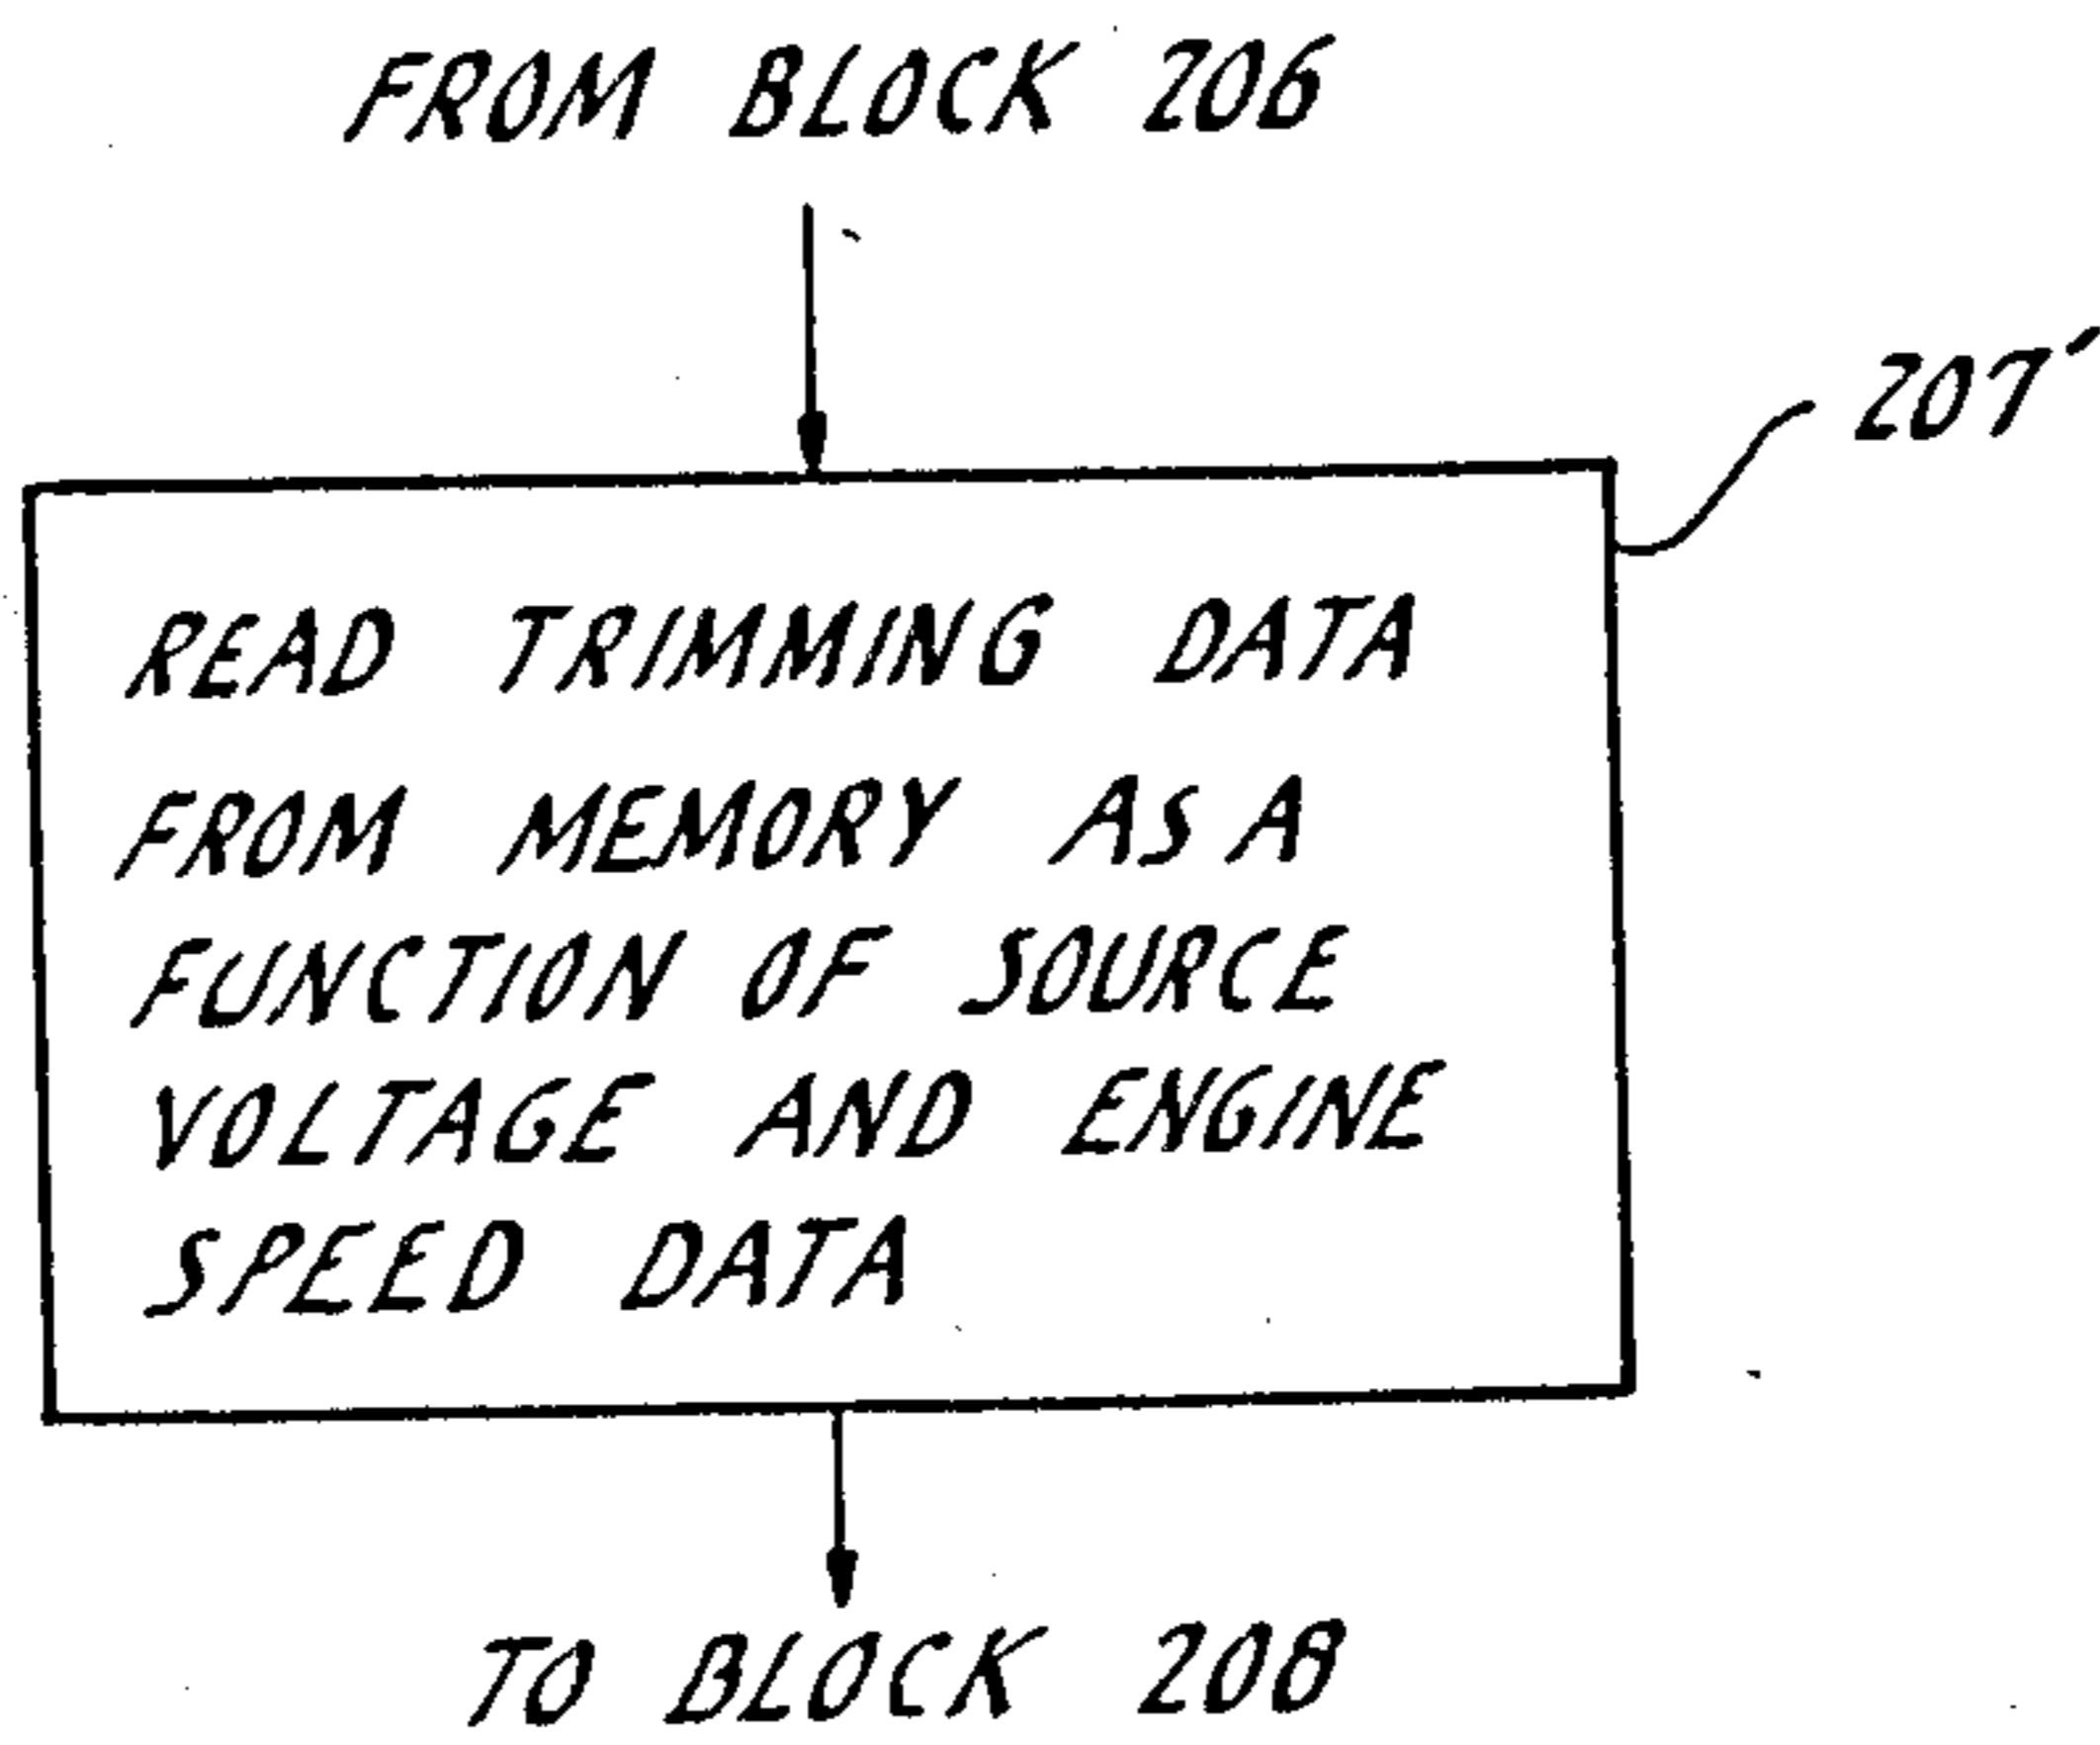 FROM BLOCK 206
207'
READ TRIMMING DATA
FROM MEMORY AS A
FUNCTION OF SOURCE
VOLTAGE AND ENGINE
SPEED DATA
TO BLOCK 208